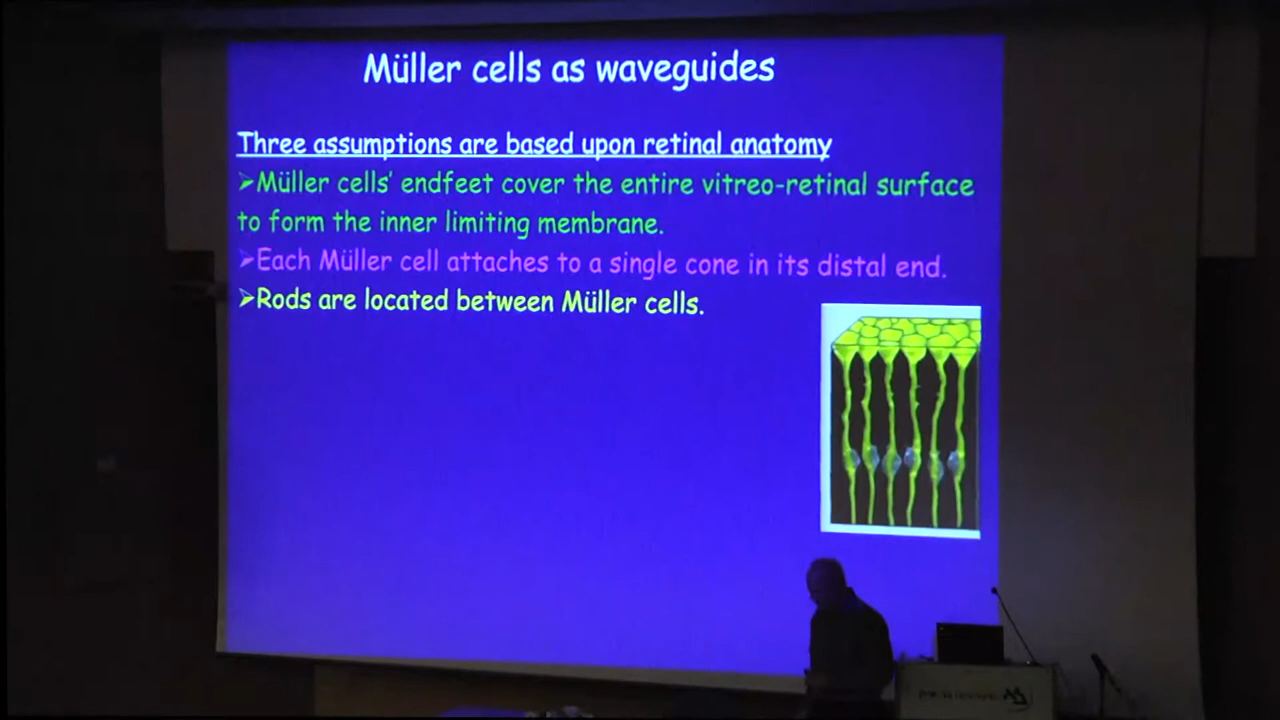 Müller cells as waveguides
Three assumptions are based upon retinal anatomy
➢Müller cells' endfeet cover the entire vitreo-retinal surface
to form the inner limiting membrane.
➢Each Müller cell attaches to a single cone in its distal end.
➢Rods are located between Müller cells.